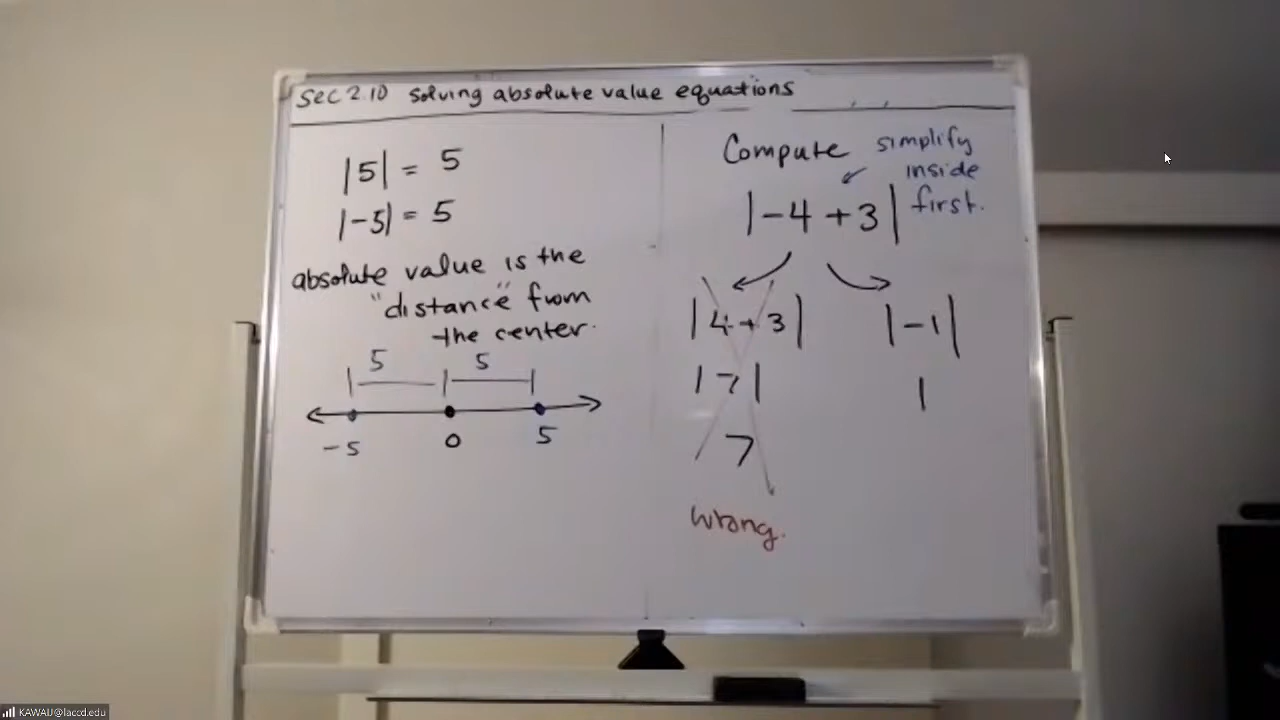 sec 2.10 solving absolute value equations
|5| = 5
|-5| = 5
absolute value is the
"distance" from
the center.
5 5
-5 0 5
Compute
simplify
inside
first.
|-4 +3|
|4+3|
|7|
7
wrong.
|-1|
1
KAWAIJ@laccd.edu